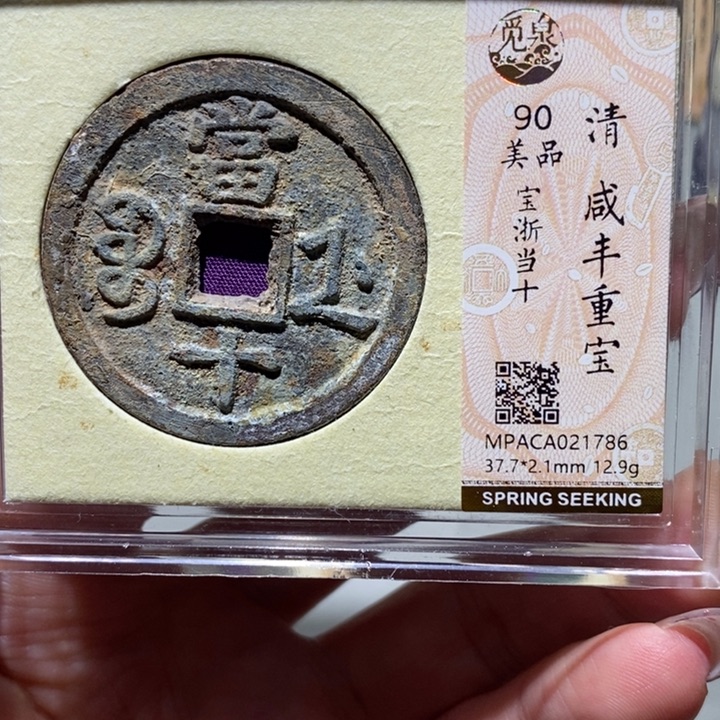 當
十
觅泉
清 咸丰重宝
90
美品
宝浙当十
MPACA021786
37.7*2.1mm 12.9g
SPRING SEEKING